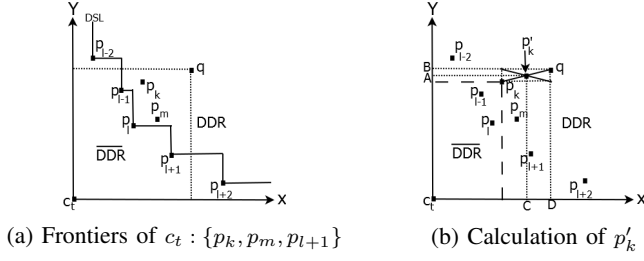 Y
DSL
p_{l-2}
q
p_k
p_{l-1}
p_m
p_l
DDR
\overline{DDR}
p_{l+1}
p_{l+2}
c_t
X
(a) Frontiers of c_t : {p_k, p_m, p_{l+1}}
Y
p'_k
p_{l-2}
B
q
A
p_k
p_{l-1}
p_m
p_l
DDR
\overline{DDR}
p_{l+1}
p_{l+2}
c_t
C
D
X
(b) Calculation of p'_k